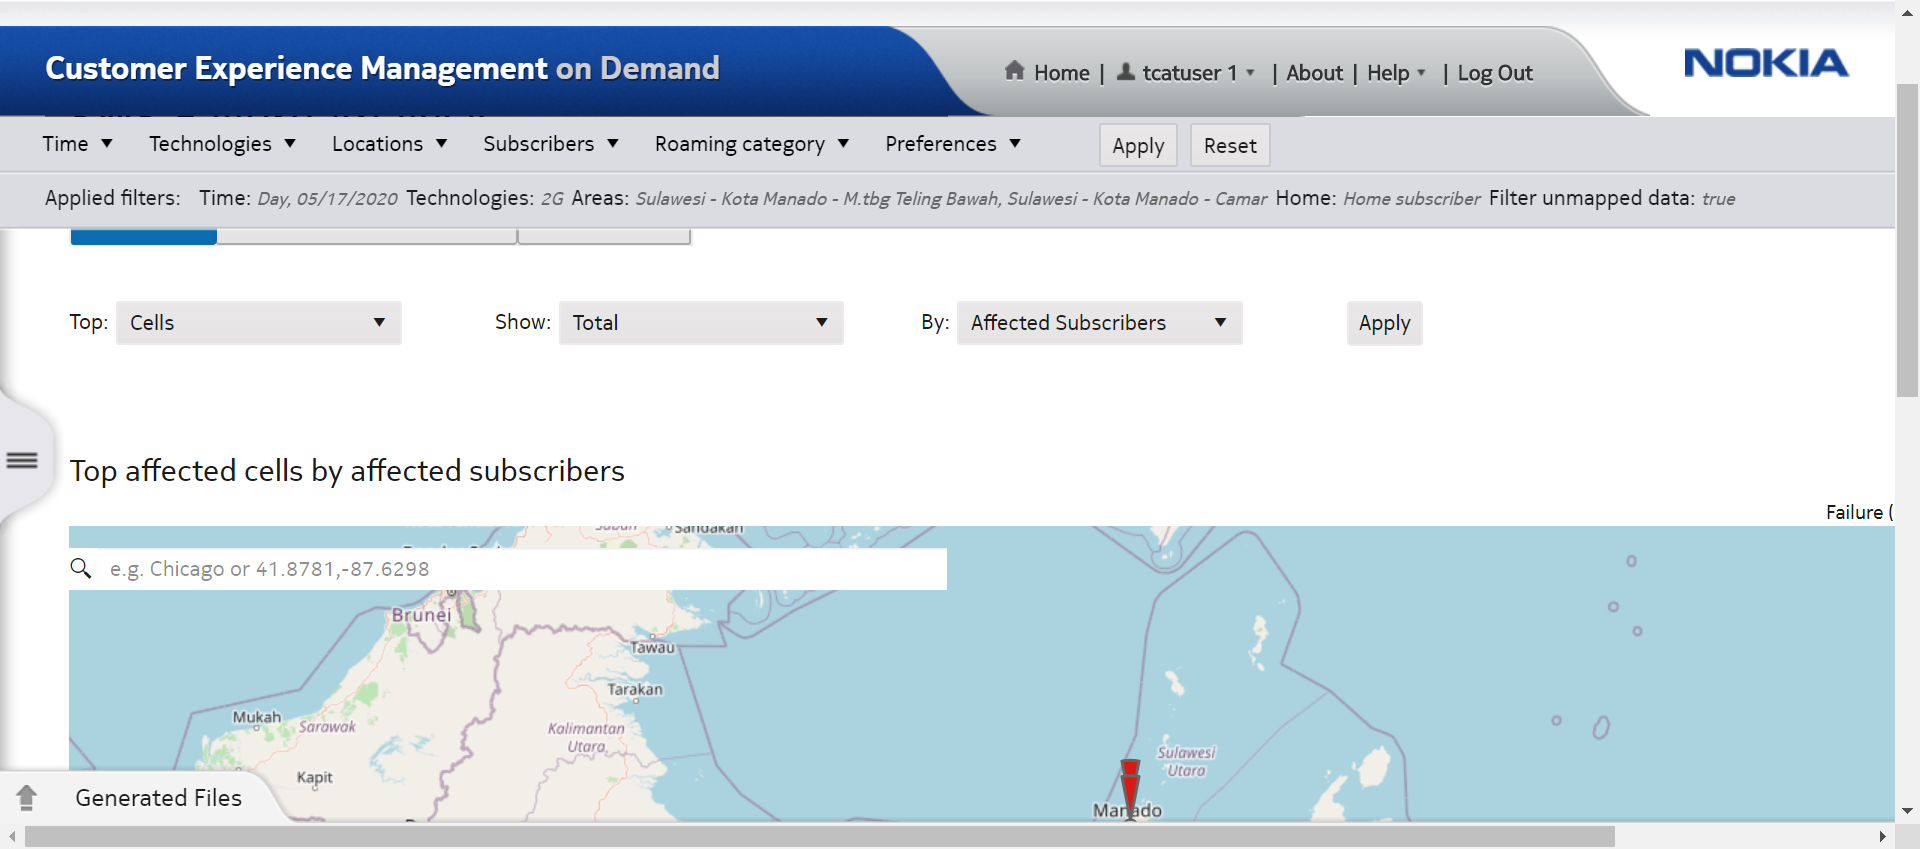 Customer Experience Management on Demand
Home | tcatuser 1 | About | Help | Log Out
NOKIA
Time Technologies Locations Subscribers Roaming category Preferences Apply Reset
Applied filters: Time: Day, 05/17/2020 Technologies: 2G Areas: Sulawesi - Kota Manado - M.tbg Teling Bawah, Sulawesi - Kota Manado - Camar Home: Home subscriber Filter unmapped data: true
Top: Cells Show: Total By: Affected Subscribers Apply
Top affected cells by affected subscribers
Failure (
Sandakan
e.g. Chicago or 41.8781,-87.6298
Brunei
Tawau
Tarakan
Mukah
Sarawak
Kalimantan
Utara
Sulawesi
Utara
Kapit
Manado
Generated Files